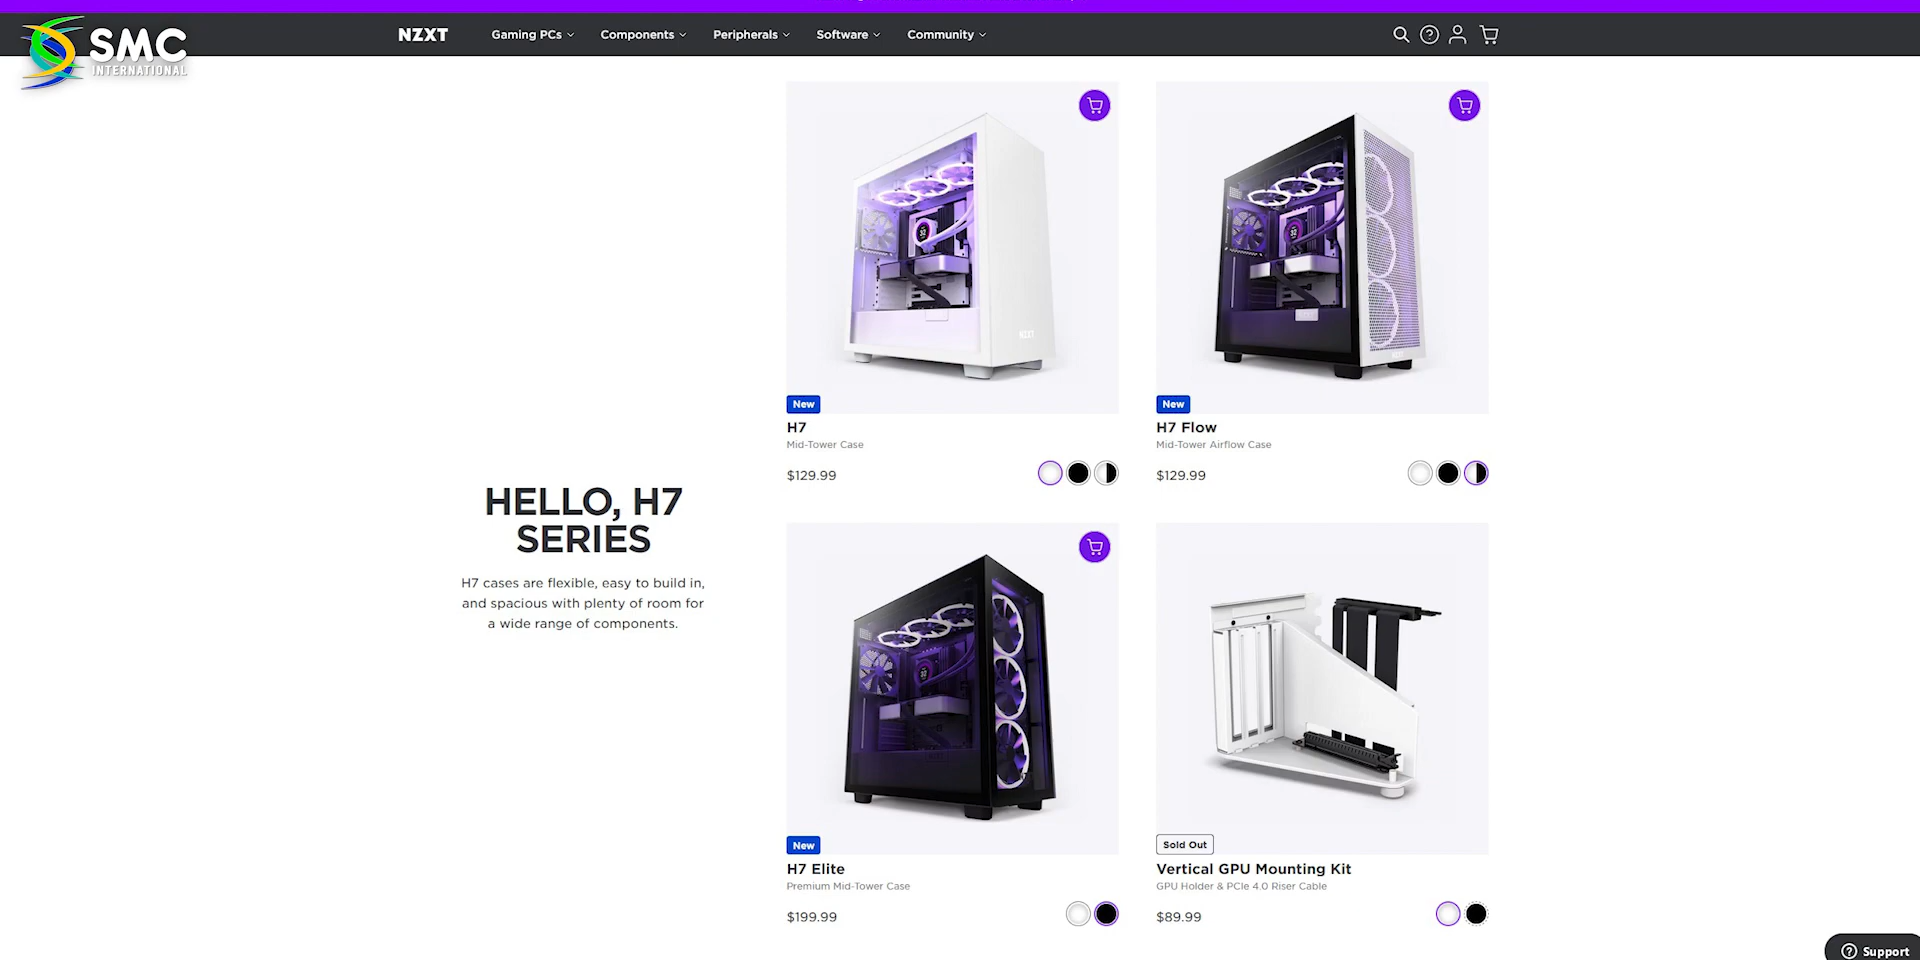 SMC
INTERNATIONAL
NZXT
Gaming PCs
Components
Peripherals
Software
Community
HELLO, H7
SERIES
H7 cases are flexible, easy to build in,
and spacious with plenty of room for
a wide range of components.
NZXT
New
H7
Mid-Tower Case
$129.99
NZXT
New
H7 Flow
Mid-Tower Airflow Case
$129.99
New
H7 Elite
Premium Mid-Tower Case
$199.99
Sold Out
Vertical GPU Mounting Kit
GPU Holder & PCIe 4.0 Riser Cable
$89.99
Support